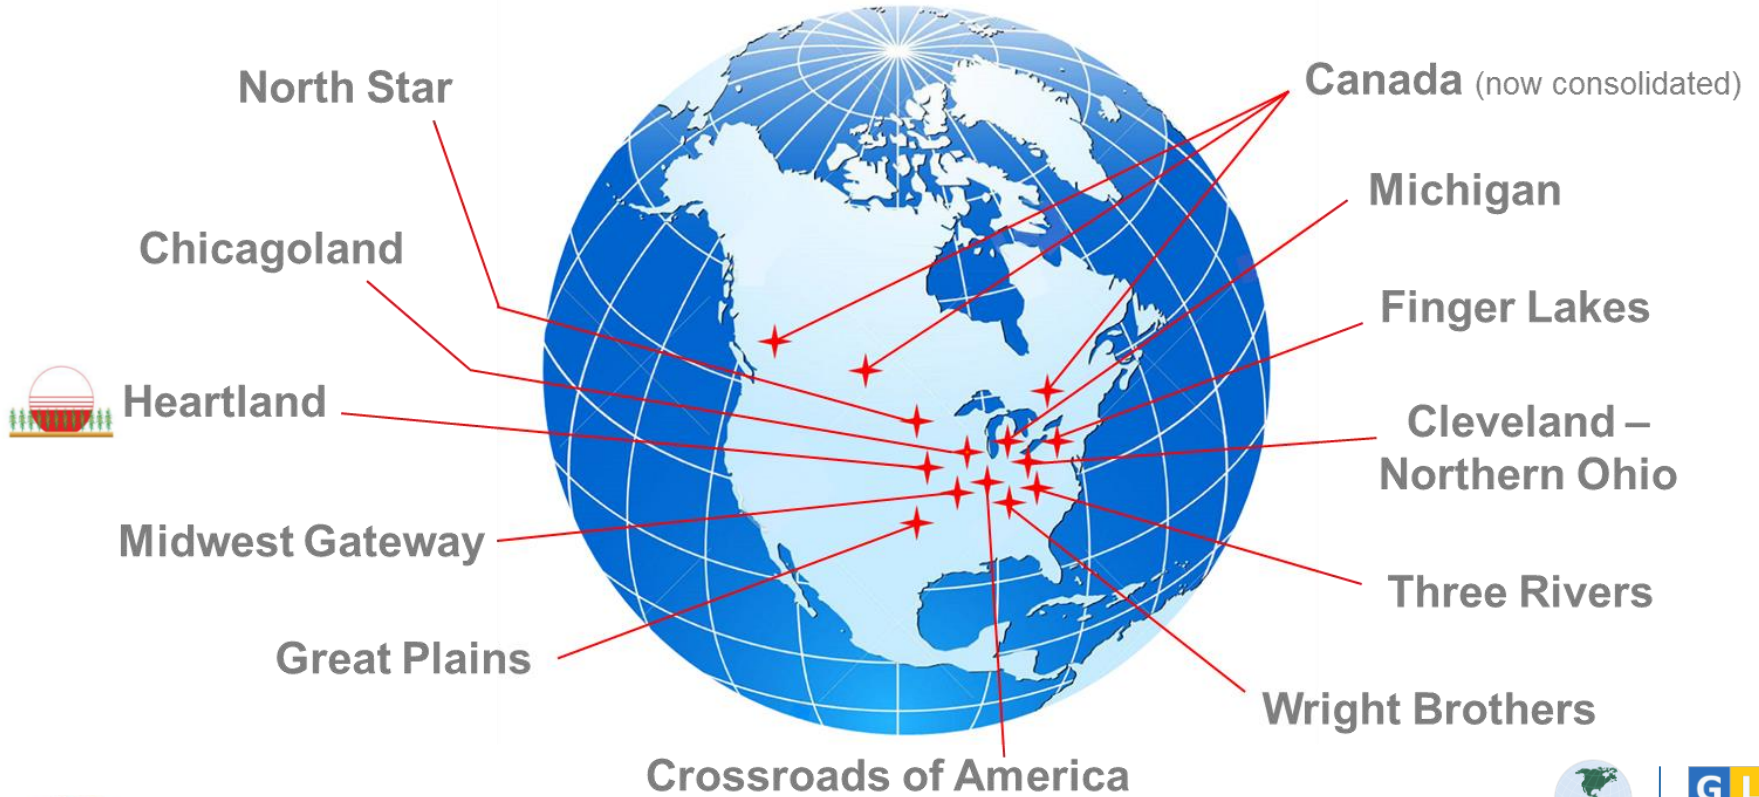 North Star
Canada (now consolidated)
Michigan
Chicagoland
Finger Lakes
Heartland
Cleveland –
Northern Ohio
Midwest Gateway
Three Rivers
Great Plains
Wright Brothers
Crossroads of America
G